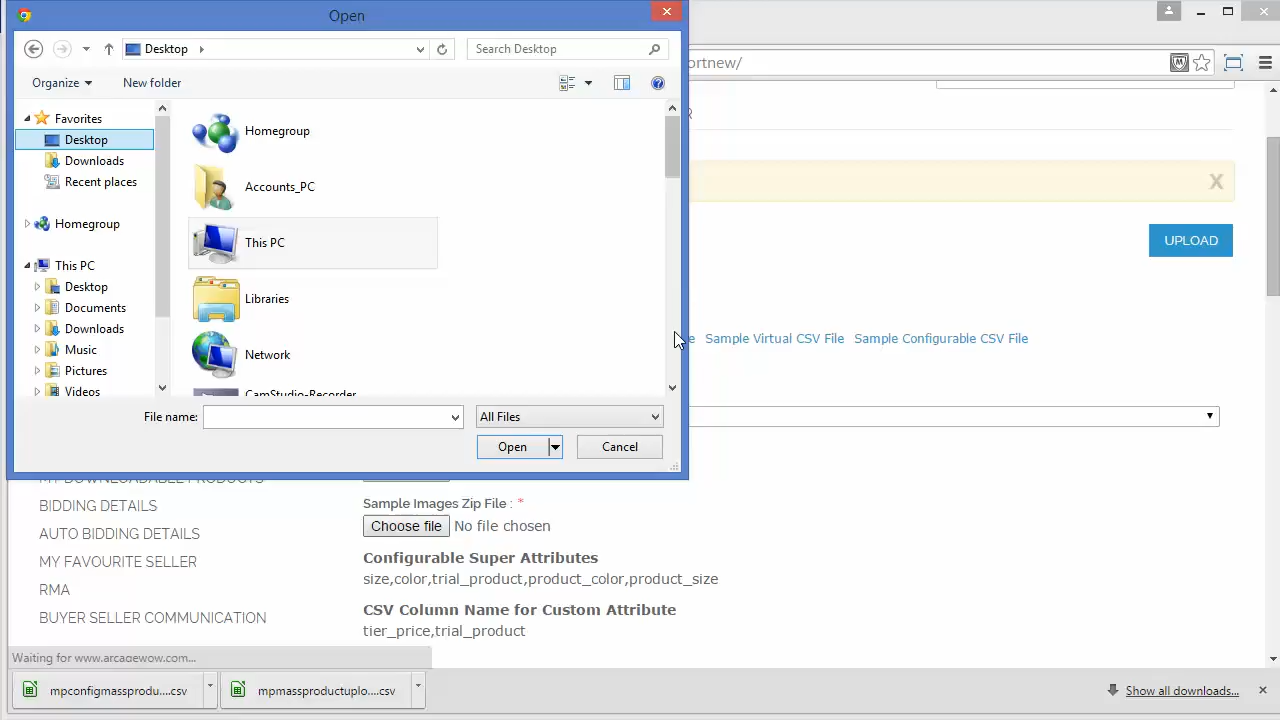 Open
Desktop
Search Desktop
ortnew/
Organize
New folder
Favorites
Desktop
Downloads
Recent places
Homegroup
This PC
Desktop
Documents
Downloads
Music
Pictures
Videos
Homegroup
Accounts_PC
This PC
Libraries
Network
CamStudio-Recorder
File name:
All Files
Open
Cancel
R
X
UPLOAD
e Sample Virtual CSV File Sample Configurable CSV File
MY DOWNLOADABLE PRODUCTS
BIDDING DETAILS
AUTO BIDDING DETAILS
MY FAVOURITE SELLER
RMA
BUYER SELLER COMMUNICATION
Sample Images Zip File : *
Choose file No file chosen
Configurable Super Attributes
size,color,trial_product,product_color,product_size
CSV Column Name for Custom Attribute
tier_price,trial_product
Waiting for www.arcagewow.com...
mpconfigmassprodu....csv
mpmassproductuplo....csv
Show all downloads...